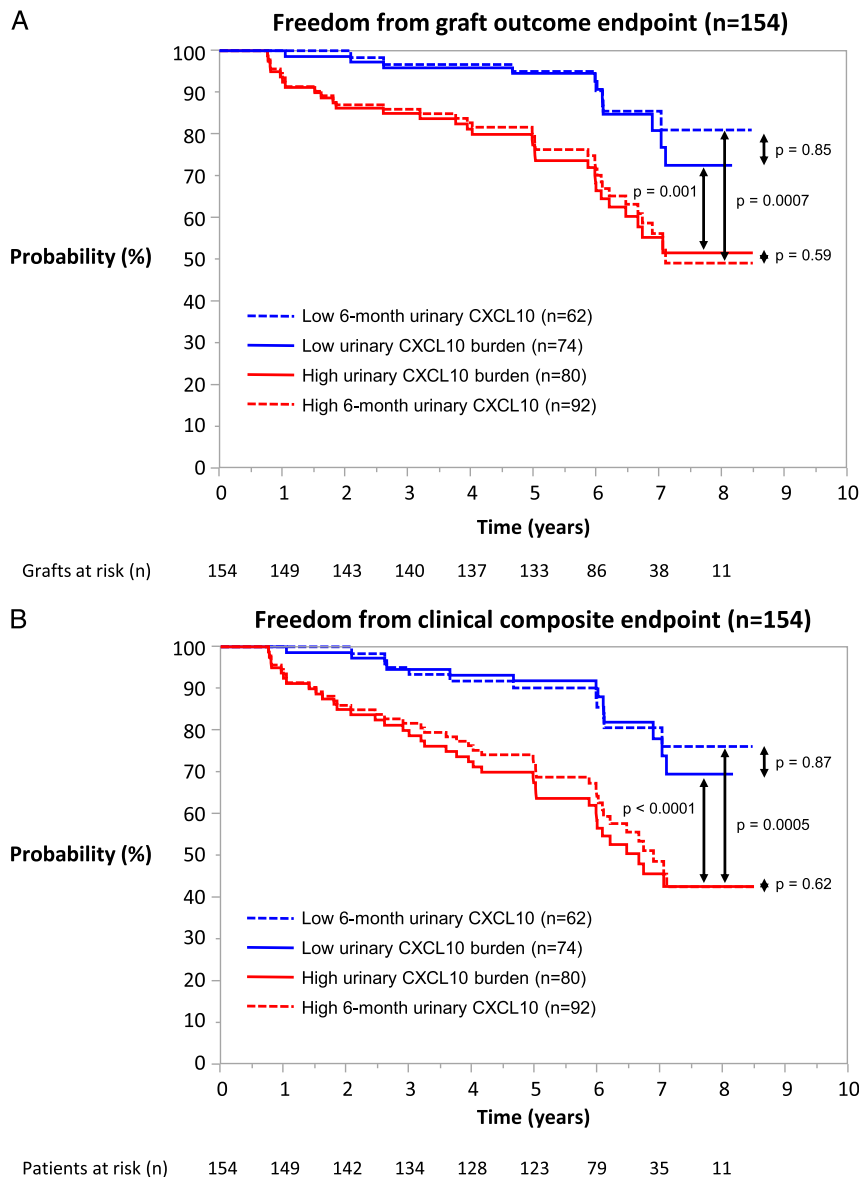 A
Freedom from graft outcome endpoint (n=154)
100
90
80
70
60
50
40
30
20
10
0
Probability (%)
p = 0.85
p = 0.001
p = 0.0007
p = 0.59
Low 6-month urinary CXCL10 (n=62)
Low urinary CXCL10 burden (n=74)
High urinary CXCL10 burden (n=80)
High 6-month urinary CXCL10 (n=92)
0 1 2 3 4 5 6 7 8 9 10
Time (years)
Grafts at risk (n) 154 149 143 140 137 133 86 38 11
B
Freedom from clinical composite endpoint (n=154)
100
90
80
70
60
50
40
30
20
10
0
Probability (%)
p = 0.87
p < 0.0001
p = 0.0005
p = 0.62
Low 6-month urinary CXCL10 (n=62)
Low urinary CXCL10 burden (n=74)
High urinary CXCL10 burden (n=80)
High 6-month urinary CXCL10 (n=92)
0 1 2 3 4 5 6 7 8 9 10
Time (years)
Patients at risk (n) 154 149 142 134 128 123 79 35 11